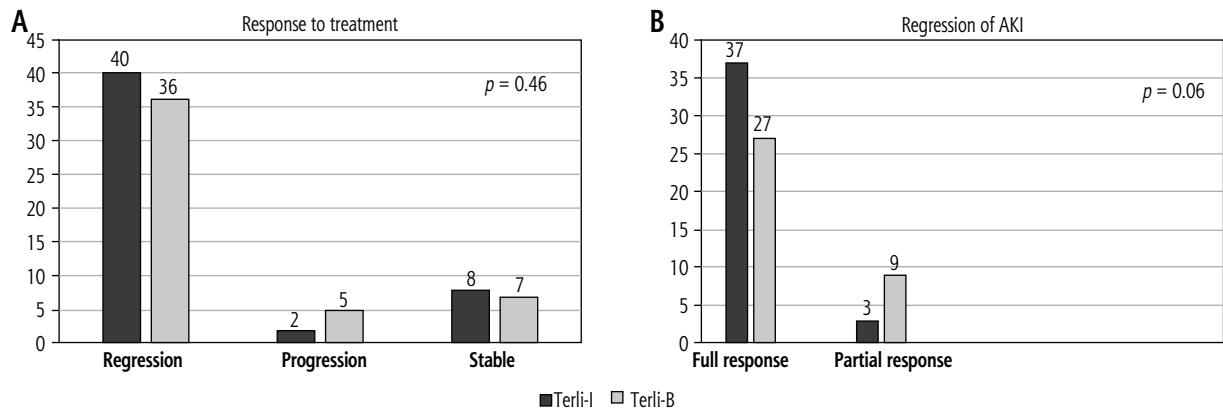 A
Response to treatment
45
40
35
30
25
20
15
10
5
0
40
36
2
5
8
7
p = 0.46
Regression
Progression
Stable
B
Regression of AKI
40
35
30
25
20
15
10
5
0
37
27
3
9
p = 0.06
Full response
Partial response
Terli-I
Terli-B